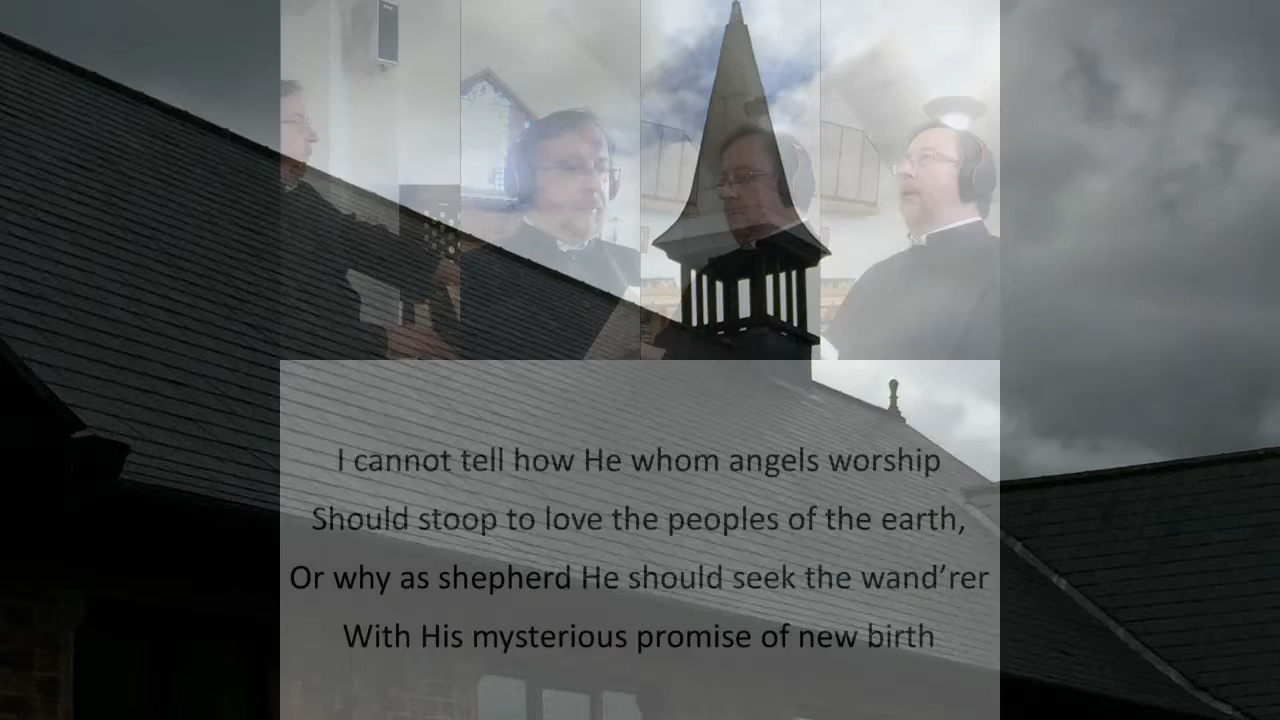 I cannot tell how He whom angels worship
Should stoop to love the peoples of the earth,
Or why as shepherd He should seek the wand’rer
With His mysterious promise of new birth